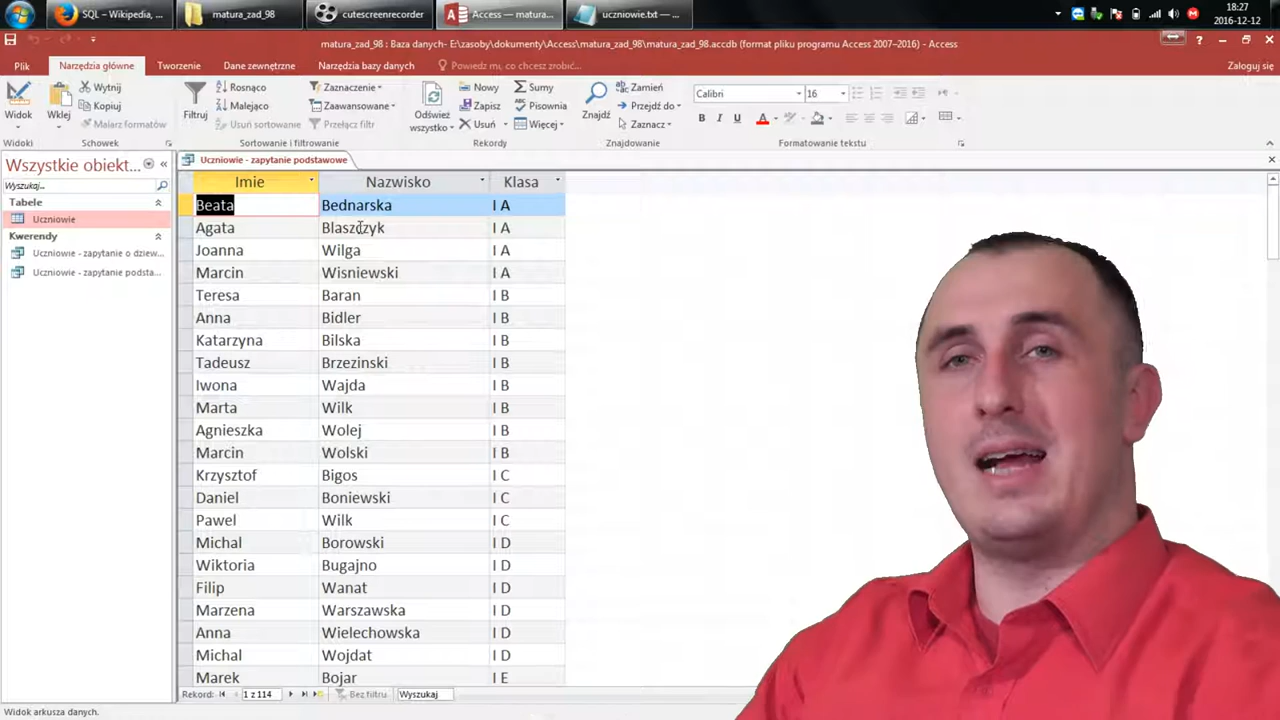 SQL – Wikipedia, ...
matura_zad_98
cutescreenrecorder
Access — matura...
uczniowie.txt — ...
18:27
2016-12-12
matura_zad_98 : Baza danych- E:\zasoby\dokumenty\Access\matura_zad_98\matura_zad_98.accdb (format pliku programu Access 2007–2016) - Access
Plik
Narzędzia główne
Tworzenie
Dane zewnętrzne
Narzędzia bazy danych
Powiedz mi, co chcesz zrobić...
Zaloguj się
Widok
Wklej
Wytnij
Kopiuj
Malarz formatów
Filtruj
Rosnąco
Malejąco
Usuń sortowanie
Zaznaczenie
Zaawansowane
Przełącz filtr
Odśwież wszystko
Nowy
Zapisz
Usuń
Sumy
Pisownia
Więcej
Znajdź
Zamień
Przejdź do
Zaznacz
Calibri
16
B I U
A
Widoki
Schowek
Sortowanie i filtrowanie
Rekordy
Znajdowanie
Formatowanie tekstu
Wszystkie obiekt...
Wyszukaj...
Tabele
Uczniowie
Kwerendy
Uczniowie - zapytanie o dziew...
Uczniowie - zapytanie podsta...
Uczniowie - zapytanie podstawowe
Imie Nazwisko Klasa
Beata Bednarska I A
Agata Blaszczyk I A
Joanna Wilga I A
Marcin Wisniewski I A
Teresa Baran I B
Anna Bidler I B
Katarzyna Bilska I B
Tadeusz Brzezinski I B
Iwona Wajda I B
Marta Wilk I B
Agnieszka Wolej I B
Marcin Wolski I B
Krzysztof Bigos I C
Daniel Boniewski I C
Pawel Wilk I C
Michal Borowski I D
Wiktoria Bugajno I D
Filip Wanat I D
Marzena Warszawska I D
Anna Wielechowska I D
Michal Wojdat I D
Marek Bojar I E
Rekord: 1 z 114 Bez filtru Wyszukaj
Widok arkusza danych.